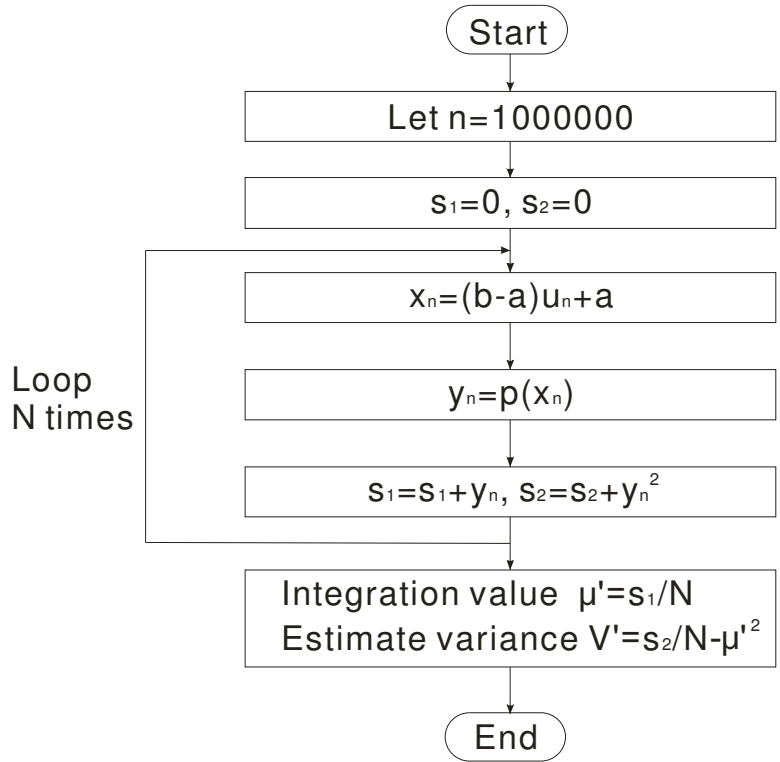 Start
Let n=1000000
s₁=0, s₂=0
xₙ=(b-a)uₙ+a
Loop
N times
yₙ=p(xₙ)
s₁=s₁+yₙ, s₂=s₂+yₙ²
Integration value μ'=s₁/N
Estimate variance V'=s₂/N-μ'²
End